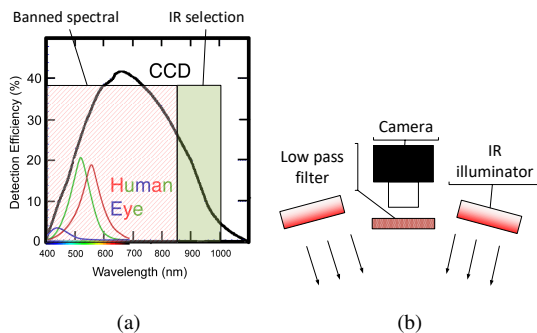 Banned spectral
IR selection
CCD
Detection Efficiency (%)
40
30
20
10
0
Human
Eye
400
500
600
700
800
900
1000
Wavelength (nm)
(a)
Camera
Low pass
filter
IR
illuminator
(b)